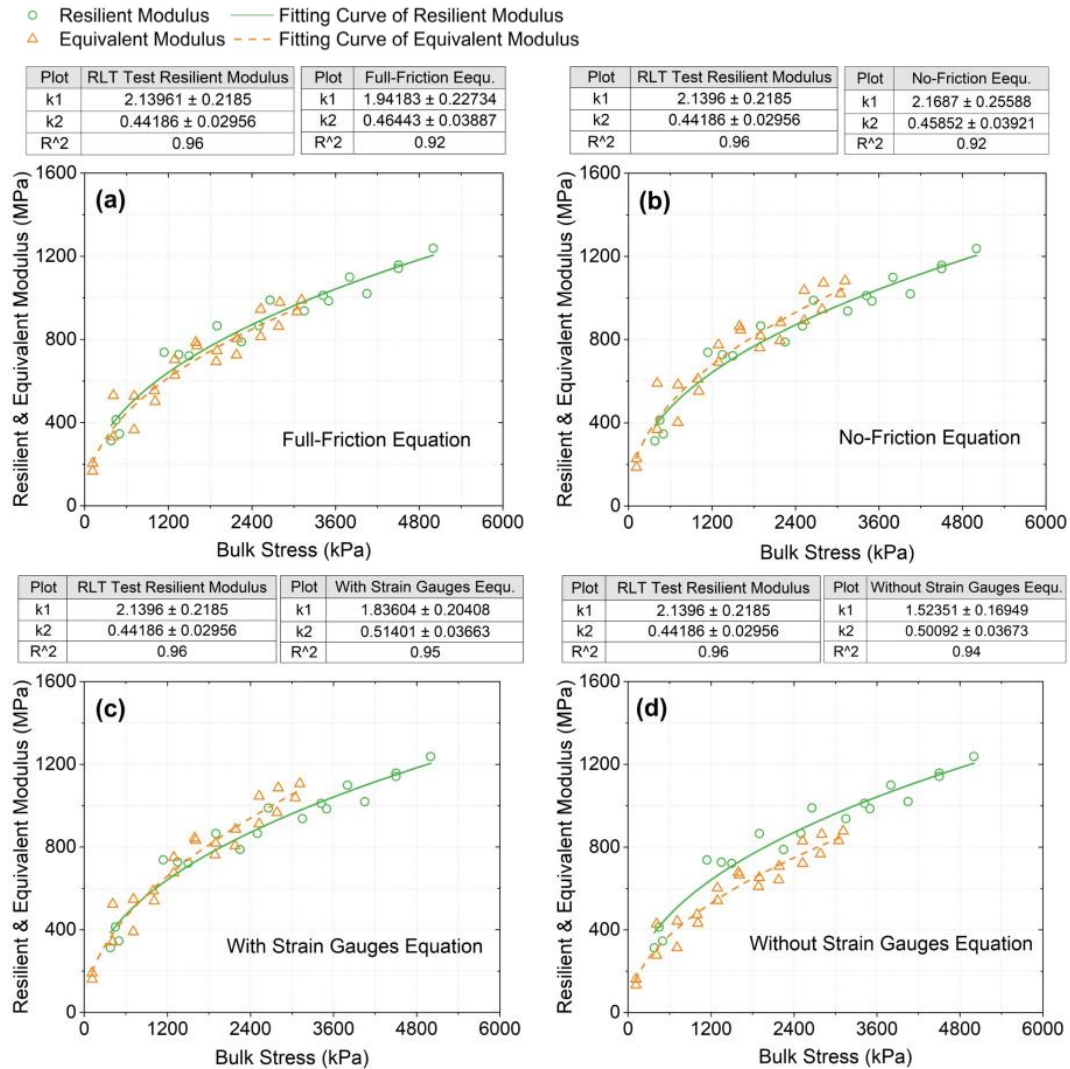 Resilient Modulus Fitting Curve of Resilient Modulus
Equivalent Modulus Fitting Curve of Equivalent Modulus
Plot RLT Test Resilient Modulus
k1 2.13961 ± 0.2185
k2 0.44186 ± 0.02956
R^2 0.96
Plot Full-Friction Eequ.
k1 1.94183 ± 0.22734
k2 0.46443 ± 0.03887
R^2 0.92
(a)
Resilient & Equivalent Modulus (MPa)
1600
1200
800
400
0
Full-Friction Equation
0 1200 2400 3600 4800 6000
Bulk Stress (kPa)
Plot RLT Test Resilient Modulus
k1 2.1396 ± 0.2185
k2 0.44186 ± 0.02956
R^2 0.96
Plot No-Friction Eequ.
k1 2.1687 ± 0.25588
k2 0.45852 ± 0.03921
R^2 0.92
(b)
Resilient & Equivalent Modulus (MPa)
1600
1200
800
400
0
No-Friction Equation
0 1200 2400 3600 4800 6000
Bulk Stress (kPa)
Plot RLT Test Resilient Modulus
k1 2.1396 ± 0.2185
k2 0.44186 ± 0.02956
R^2 0.96
Plot With Strain Gauges Eequ.
k1 1.83604 ± 0.20408
k2 0.51401 ± 0.03663
R^2 0.95
(c)
Resilient & Equivalent Modulus (MPa)
1600
1200
800
400
0
With Strain Gauges Equation
0 1200 2400 3600 4800 6000
Bulk Stress (kPa)
Plot RLT Test Resilient Modulus
k1 2.1396 ± 0.2185
k2 0.44186 ± 0.02956
R^2 0.96
Plot Without Strain Gauges Eequ.
k1 1.52351 ± 0.16949
k2 0.50092 ± 0.03673
R^2 0.94
(d)
Resilient & Equivalent Modulus (MPa)
1600
1200
800
400
0
Without Strain Gauges Equation
0 1200 2400 3600 4800 6000
Bulk Stress (kPa)